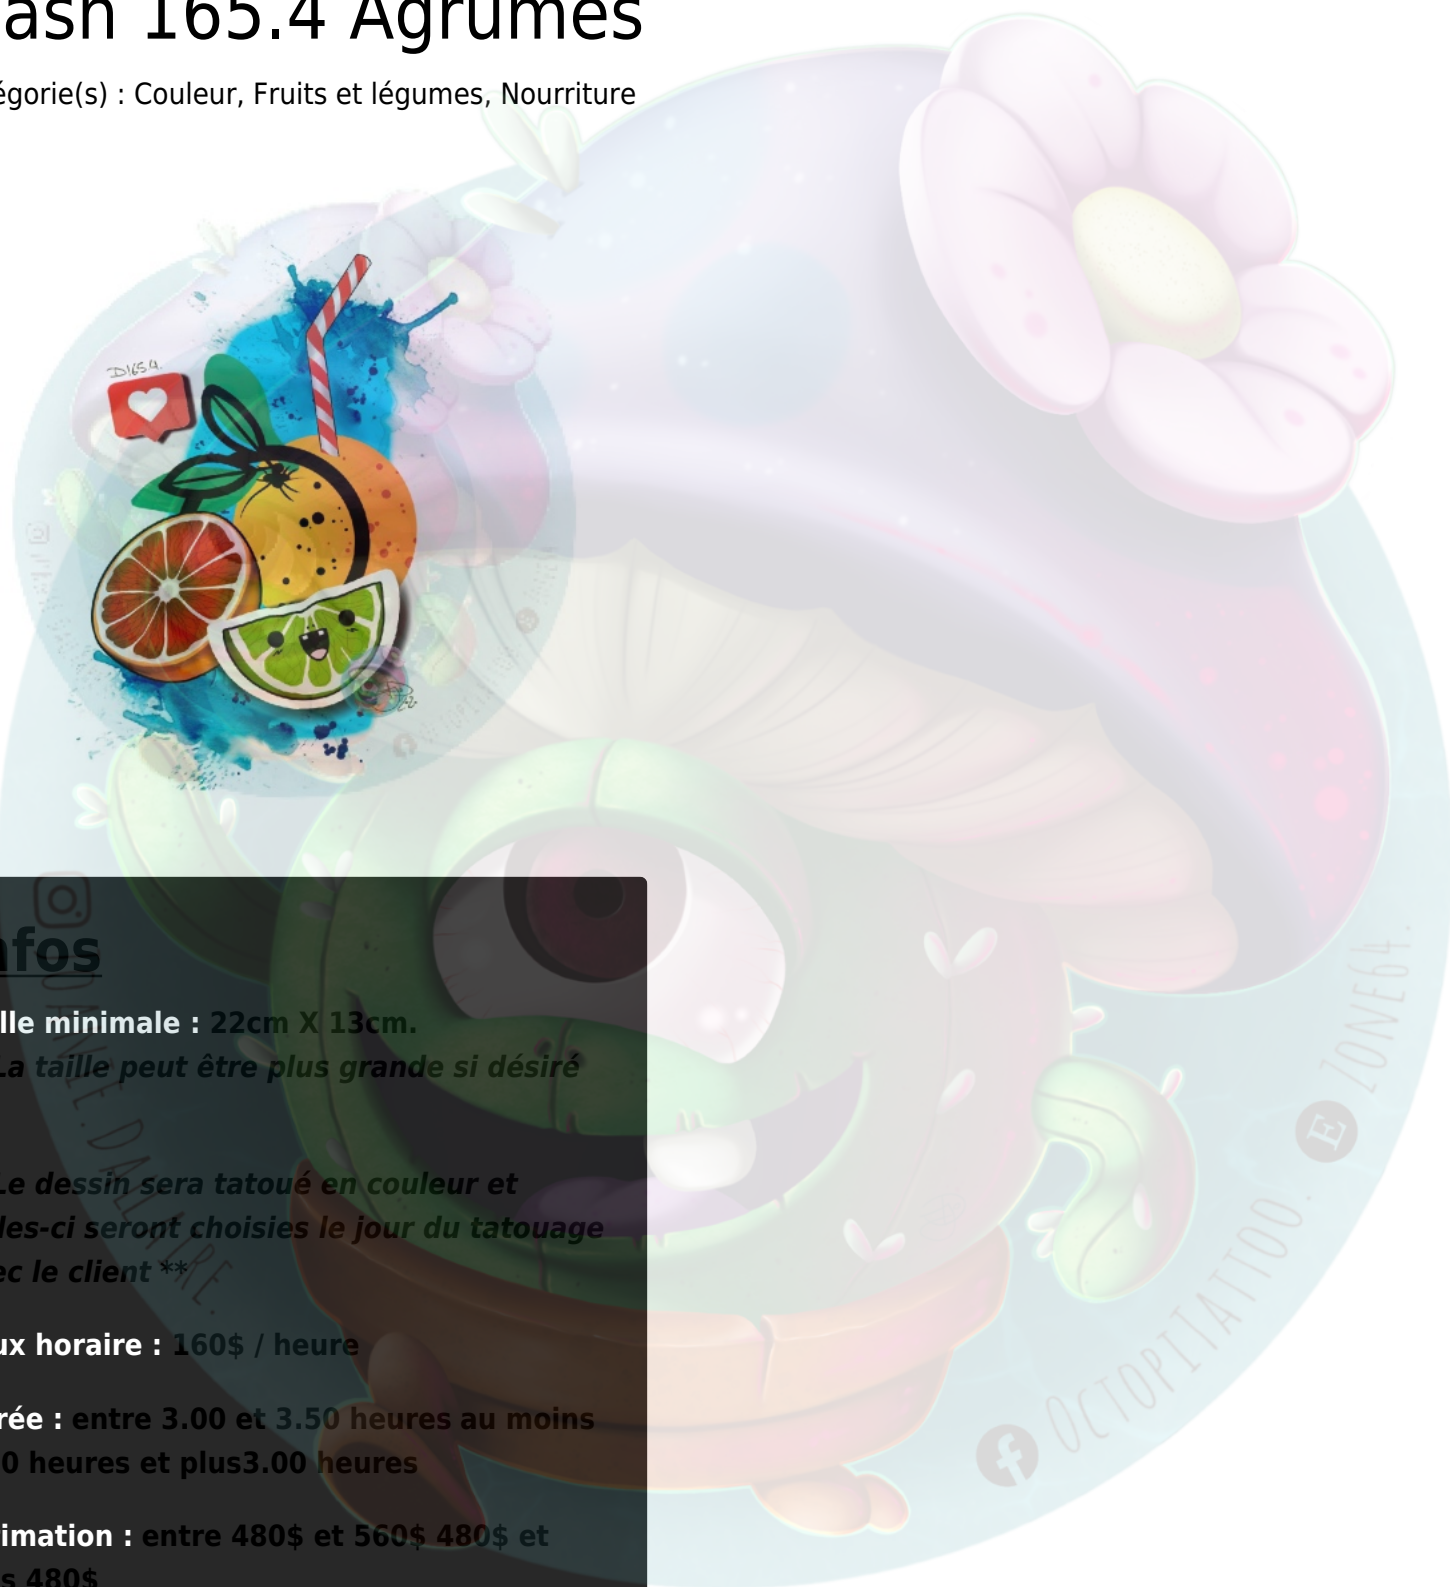 ash 165.4 Agrumes
égorie(s) : Couleur, Fruits et légumes, Nourriture
D165.4.
nfos
lle minimale : 22cm X 13cm.
La taille peut être plus grande si désiré
Le dessin sera tatoué en couleur et
les-ci seront choisies le jour du tatouage
ec le client **
ux horaire : 160$ / heure
rée : entre 3.00 et 3.50 heures au moins
0 heures et plus3.00 heures
imation : entre 480$ et 560$ 480$ et
s 480$
DAVIZE.DALLAIRE.
OCTOPITATTOO.
ZONE64.